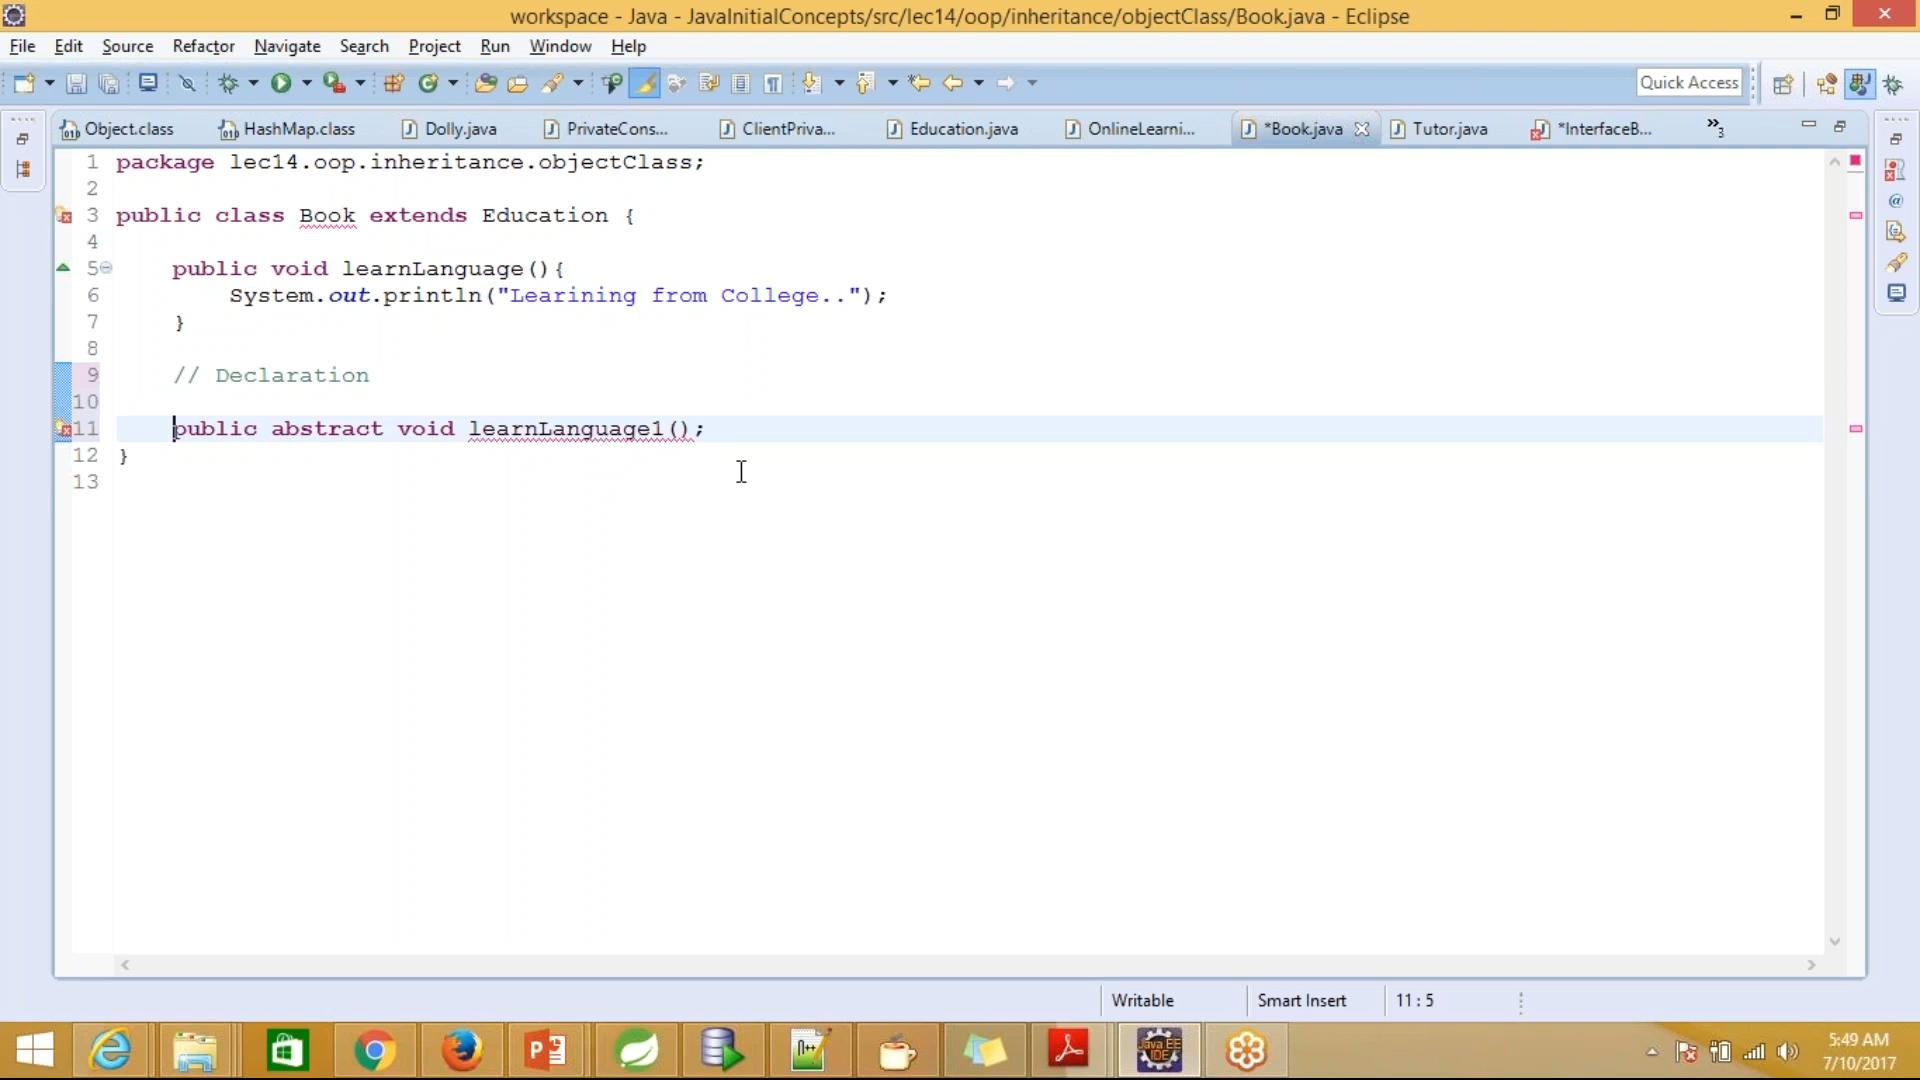 workspace - Java - JavaInitialConcepts/src/lec14/oop/inheritance/objectClass/Book.java - Eclipse
File Edit Source Refactor Navigate Search Project Run Window Help
Quick Access
Object.class HashMap.class Dolly.java PrivateCons... ClientPriva... Education.java OnlineLearni... *Book.java Tutor.java *InterfaceB... »3
1 package lec14.oop.inheritance.objectClass;
2
3 public class Book extends Education {
4
5 public void learnLanguage(){
6 System.out.println("Learining from College..");
7 }
8
9 // Declaration
10
11 public abstract void learnLanguage1();
12 }
13
Writable Smart Insert 11 : 5
Java EE
IDE
5:49 AM
7/10/2017